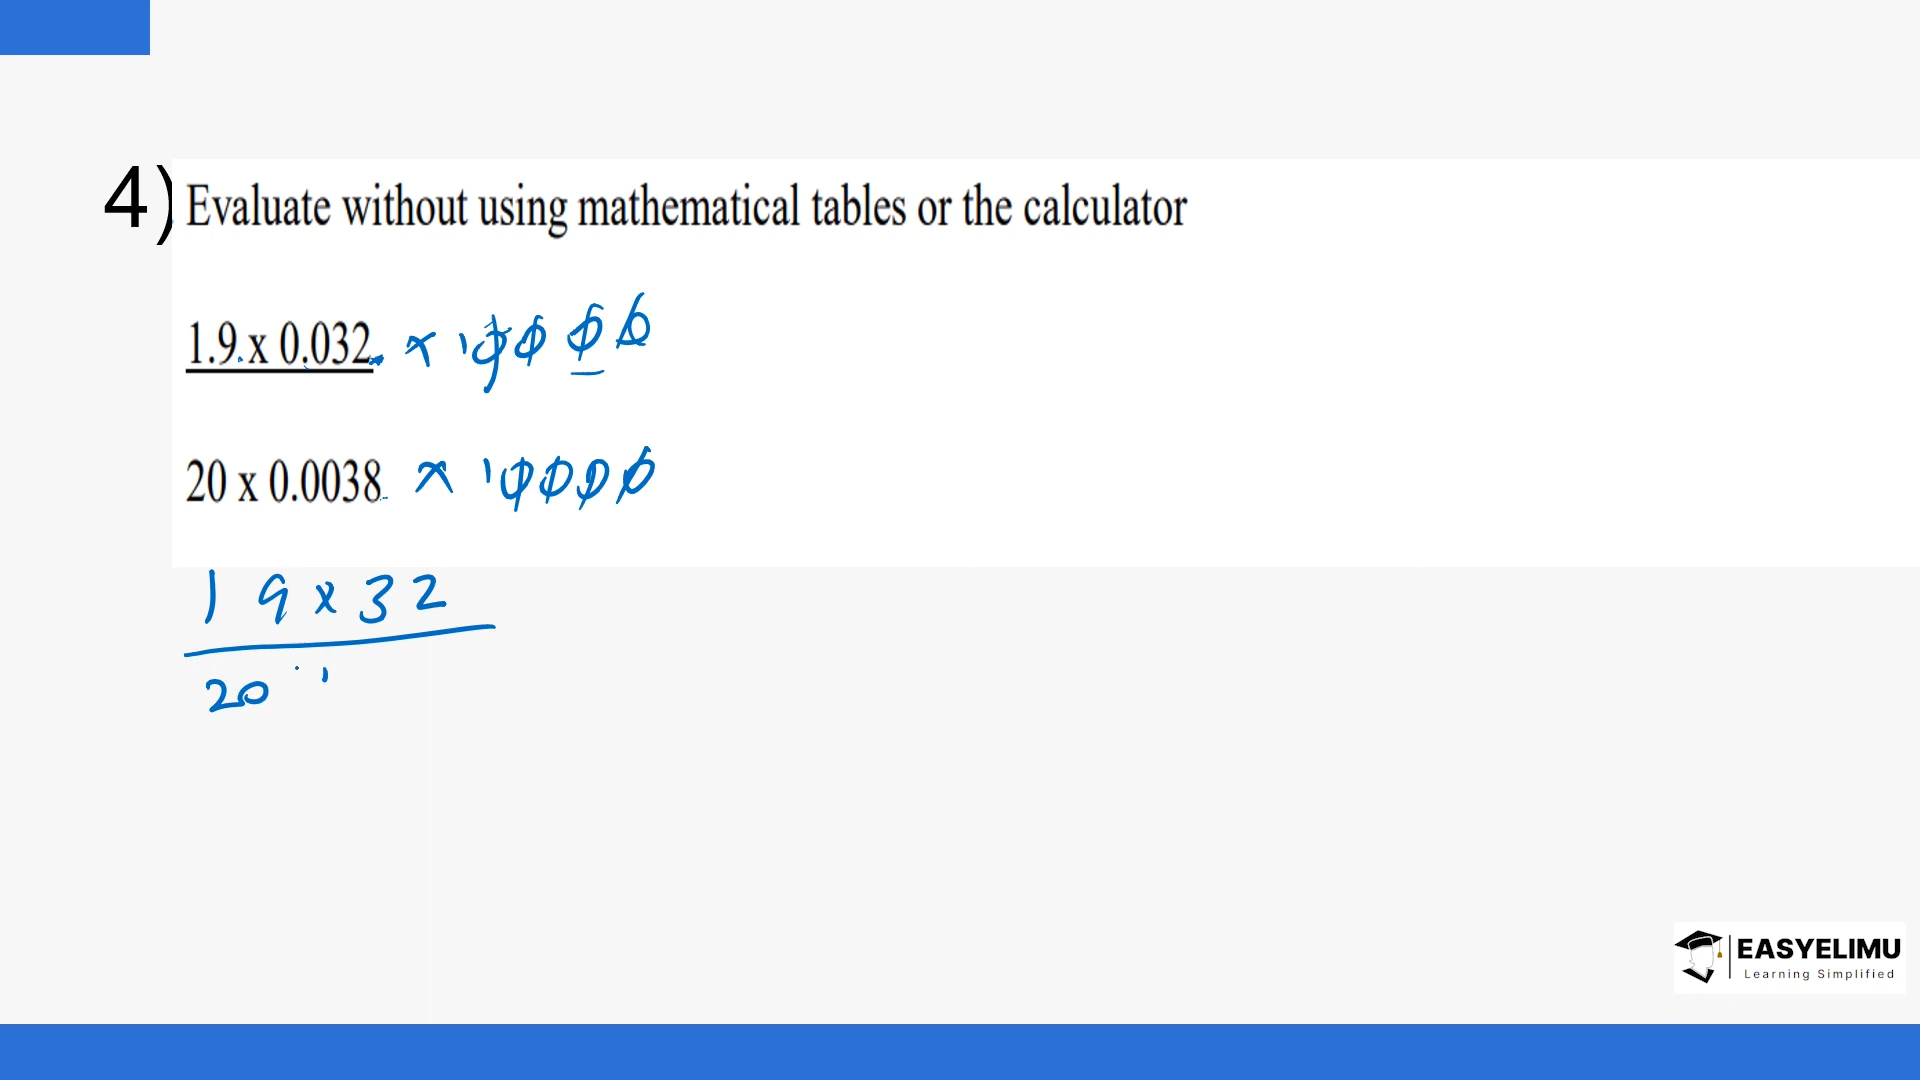 4) Evaluate without using mathematical tables or the calculator
1.9 x 0.032 × 10000
20 x 0.0038 × 10000
19 × 32
20
EASYELIMU
Learning Simplified